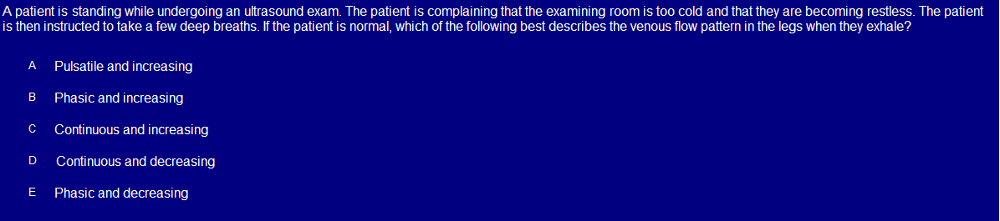 A patient is standing while undergoing an ultrasound exam. The patient is complaining that the examining room is too cold and that they are becoming restless. The patient
is then instructed to take a few deep breaths. If the patient is normal, which of the following best describes the venous flow pattern in the legs when they exhale?
A Pulsatile and increasing
B Phasic and increasing
C Continuous and increasing
D Continuous and decreasing
E Phasic and decreasing